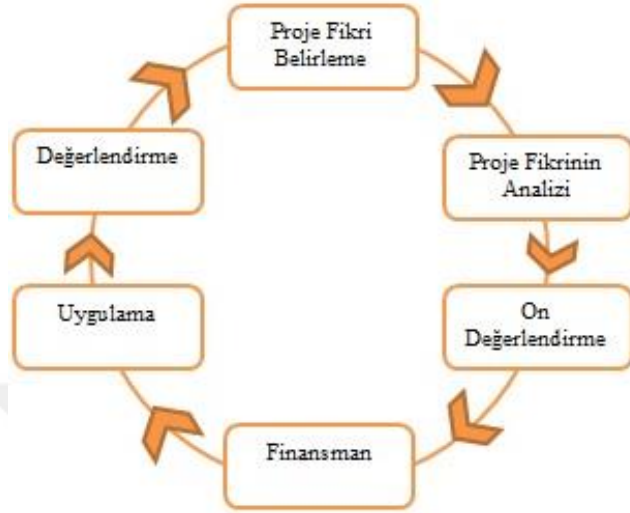 Proje Fikri
Belirleme
Proje Fikrinin
Analizi
On
Değerlendirme
Finansman
Uygulama
Değerlendirme